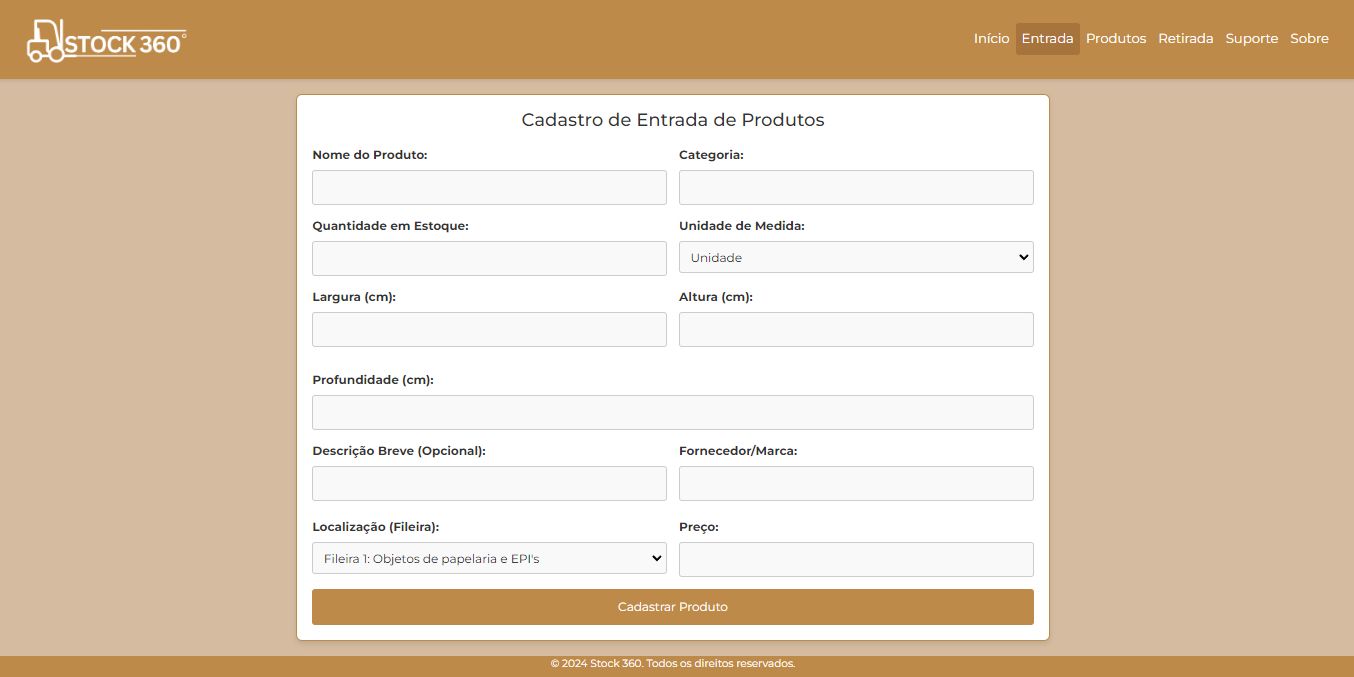 STOCK 360°
Início Entrada Produtos Retirada Suporte Sobre
Cadastro de Entrada de Produtos
Nome do Produto: Categoria:
Quantidade em Estoque: Unidade de Medida:
Unidade
Largura (cm): Altura (cm):
Profundidade (cm):
Descrição Breve (Opcional): Fornecedor/Marca:
Localização (Fileira): Preço:
Fileira 1: Objetos de papelaria e EPI's
Cadastrar Produto
© 2024 Stock 360. Todos os direitos reservados.